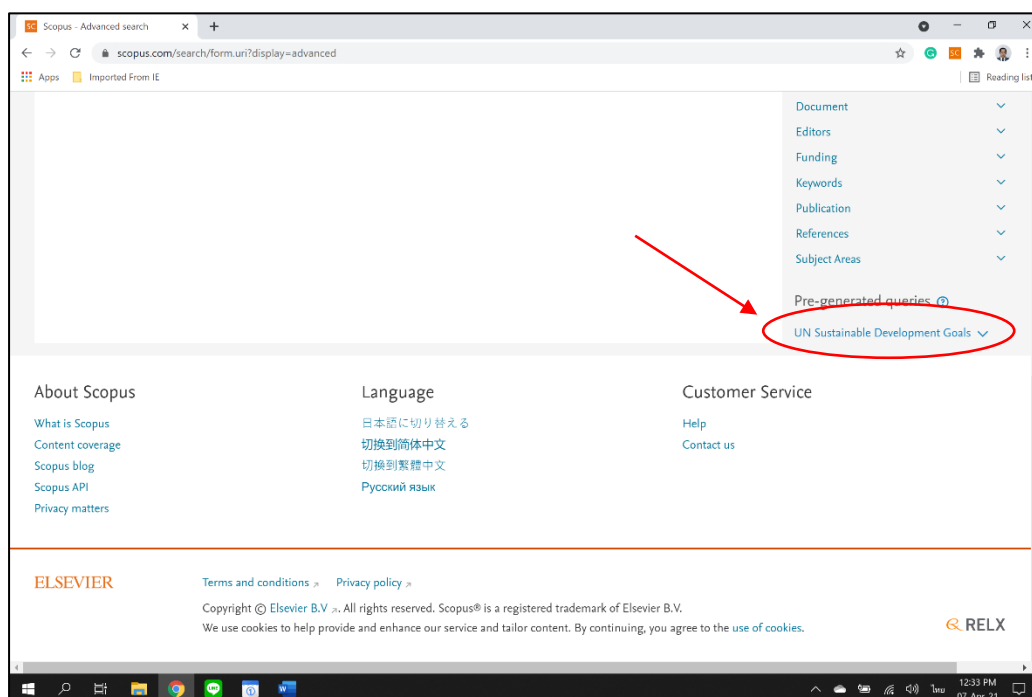 Scopus - Advanced search
scopus.com/search/form.uri?display=advanced
Apps Imported From IE
Reading list
Document
Editors
Funding
Keywords
Publication
References
Subject Areas
Pre-generated queries
UN Sustainable Development Goals
About Scopus
What is Scopus
Content coverage
Scopus blog
Scopus API
Privacy matters
Language
日本語に切り替える
切换到简体中文
切換到繁體中文
Русский язык
Customer Service
Help
Contact us
ELSEVIER
Terms and conditions Privacy policy
Copyright © Elsevier B.V. All rights reserved. Scopus® is a registered trademark of Elsevier B.V.
We use cookies to help provide and enhance our service and tailor content. By continuing, you agree to the use of cookies.
RELX
ไทย
12:33 PM
07-Apr-21